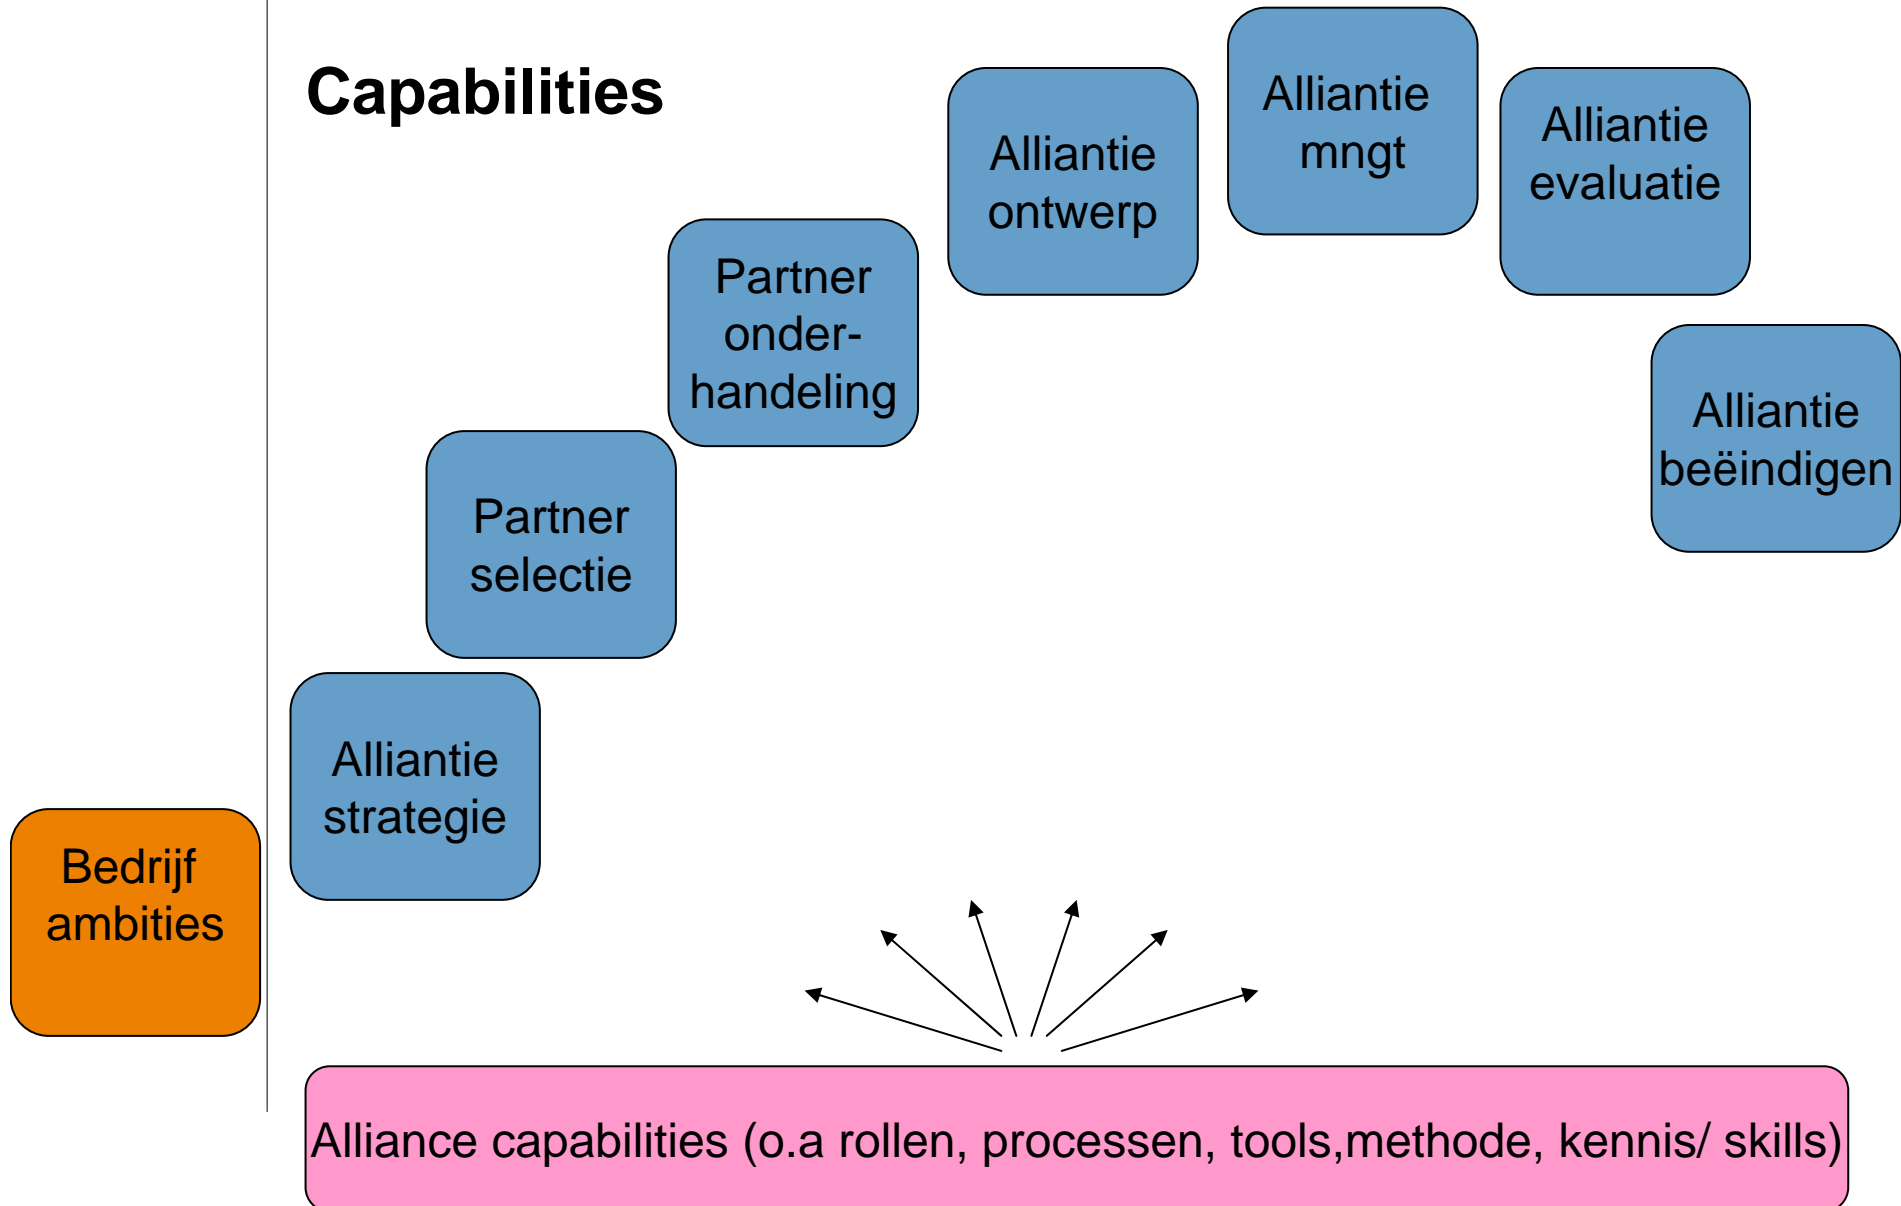 Capabilities
Bedrijf
ambities
Alliantie
strategie
Partner
selectie
Partner
onder-
handeling
Alliantie
ontwerp
Alliantie
mngt
Alliantie
evaluatie
Alliantie
beëindigen
Alliance capabilities (o.a rollen, processen, tools,methode, kennis/ skills)